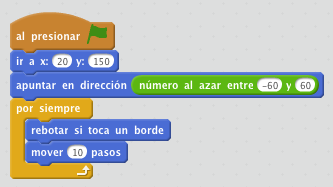 al presionar
ir a x: 20 y: 150
apuntar en dirección número al azar entre -60 y 60
por siempre
rebotar si toca un borde
mover 10 pasos